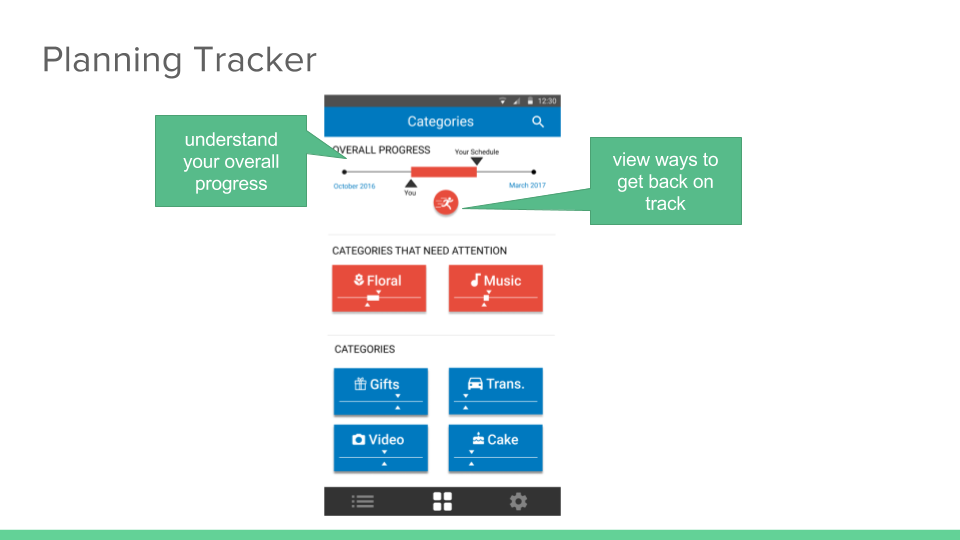 Planning Tracker
12:30
Categories
understand
your overall
progress
OVERALL PROGRESS
Your Schedule
view ways to
get back on
track
October 2016
You
March 2017
CATEGORIES THAT NEED ATTENTION
Floral
Music
CATEGORIES
Gifts
Trans.
Video
Cake